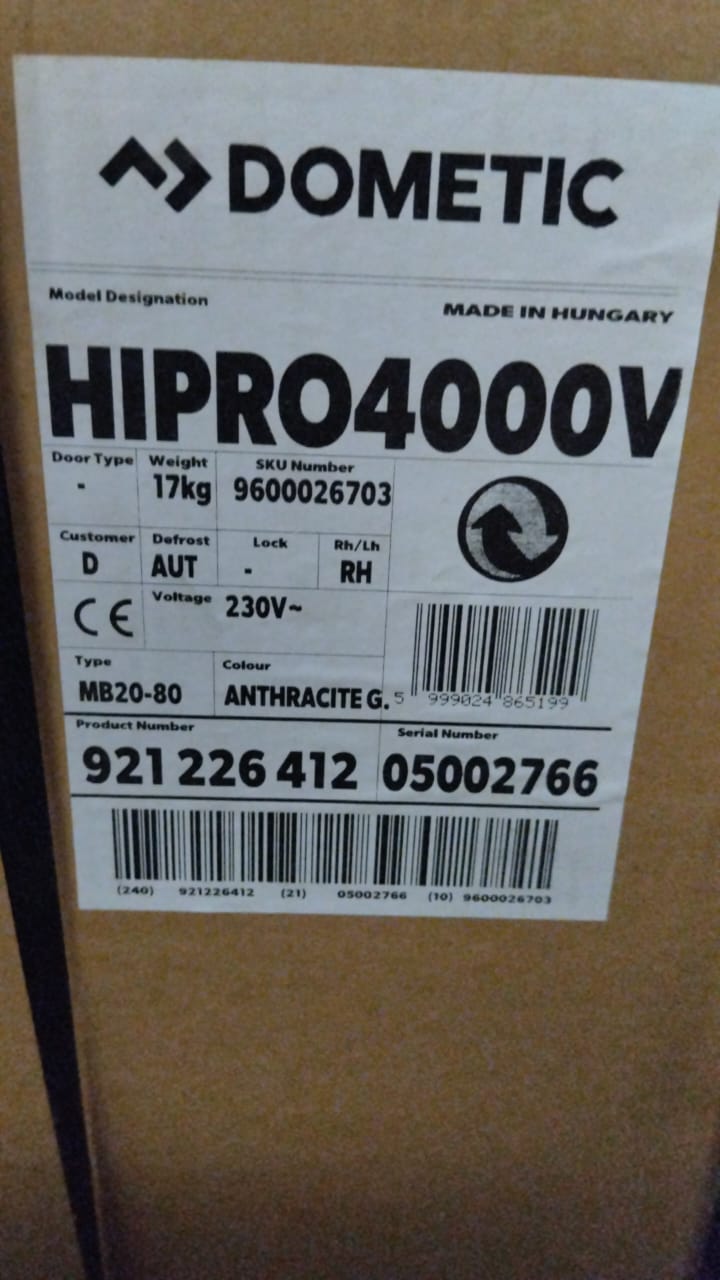 DOMETIC
Model Designation
MADE IN HUNGARY
HIPRO4000V
Door Type Weight SKU Number
- 17kg 9600026703
Customer Defrost Lock Rh/Lh
D AUT - RH
CE Voltage 230V~
Type Colour
MB20-80 ANTHRACITE G.
5 999024 865199
Product Number Serial Number
921 226 412 05002766
(240) 921226412 (21) 05002766 (10) 9600026703